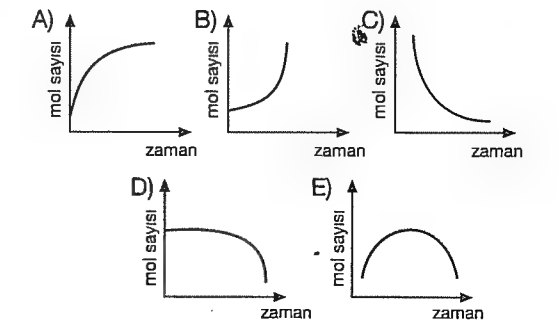 A) mol sayısı zaman
B) mol sayısı zaman
C) mol sayısı zaman
D) mol sayısı zaman
E) mol sayısı zaman